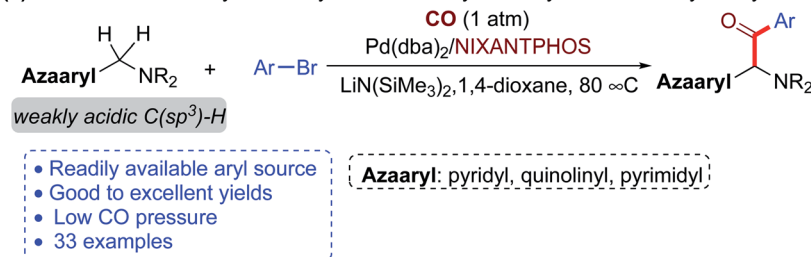 CO (1 atm)
Pd(dba)2/NIXANTPHOS
LiN(SiMe3)2,1,4-dioxane, 80 ∞C
H H
Azaaryl NR2
+
Ar—Br
O Ar
Azaaryl NR2
weakly acidic C(sp3)-H
• Readily available aryl source
• Good to excellent yields
• Low CO pressure
• 33 examples
Azaaryl: pyridyl, quinolinyl, pyrimidyl